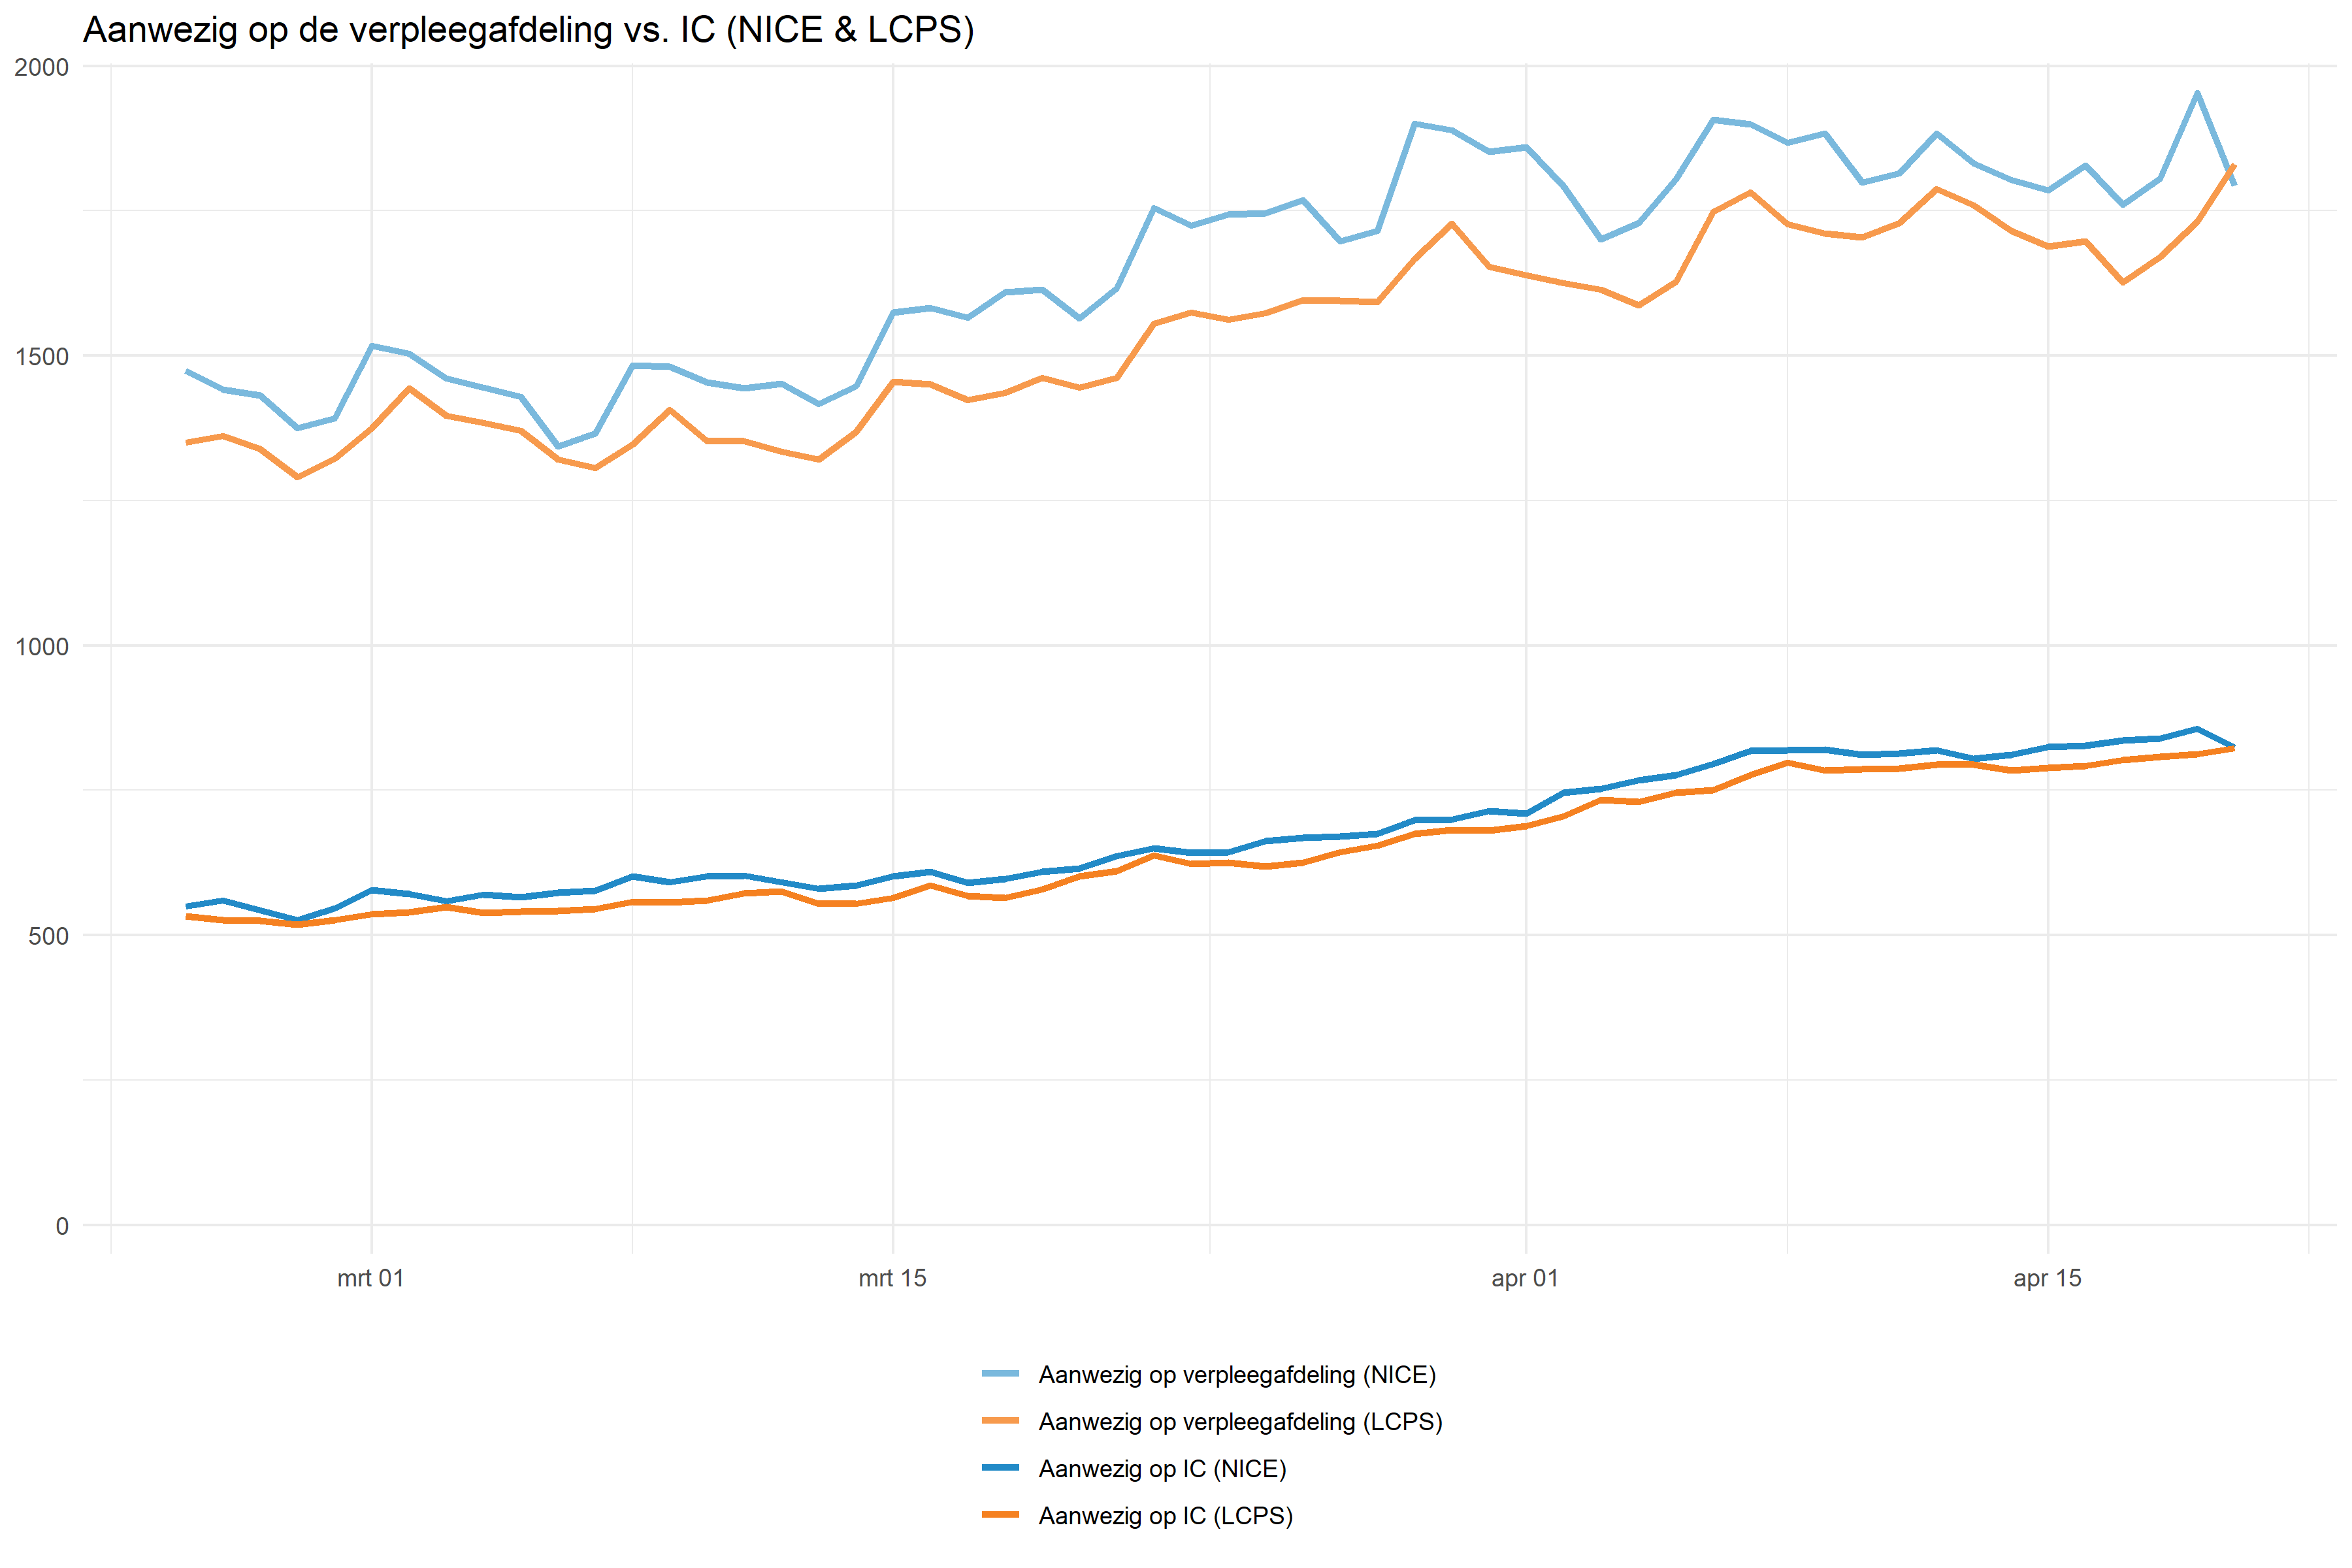 Aanwezig op de verpleegafdeling vs. IC (NICE & LCPS)
2000
1500
1000
500
0
mrt 01 mrt 15 apr 01 apr 15
Aanwezig op verpleegafdeling (NICE)
Aanwezig op verpleegafdeling (LCPS)
Aanwezig op IC (NICE)
Aanwezig op IC (LCPS)